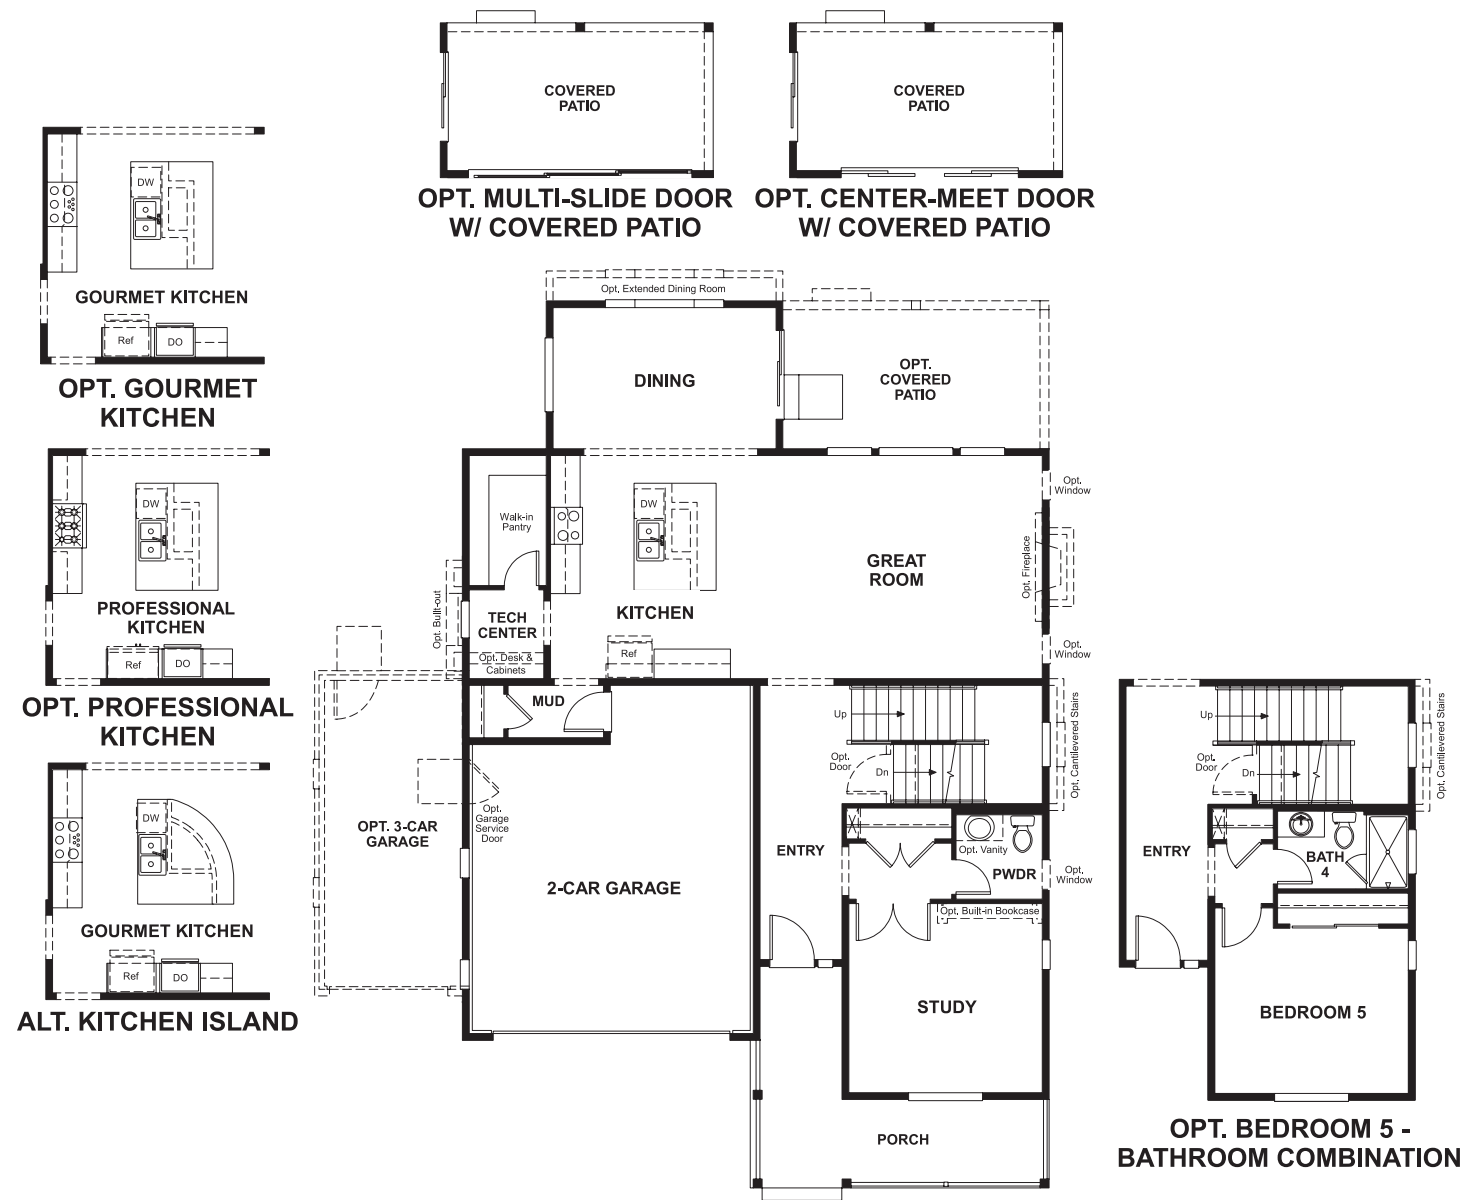 COVERED
PATIO
OPT. MULTI-SLIDE DOOR
W/ COVERED PATIO
COVERED
PATIO
OPT. CENTER-MEET DOOR
W/ COVERED PATIO
DW
GOURMET KITCHEN
Ref
DO
OPT. GOURMET
KITCHEN
DW
PROFESSIONAL
KITCHEN
Ref
DO
OPT. PROFESSIONAL
KITCHEN
DW
GOURMET KITCHEN
Ref
DO
ALT. KITCHEN ISLAND
Opt. Extended Dining Room
DINING
OPT.
COVERED
PATIO
Walk-in
Pantry
DW
Opt.
Window
GREAT
ROOM
Opt. Fireplace
Opt. Built-out
TECH
CENTER
KITCHEN
Opt. Desk &
Cabinets
Ref
Opt.
Window
MUD
Up
Opt.
Door
Dn
Opt. Cantilevered Stairs
Opt.
Garage
Service
Door
OPT. 3-CAR
GARAGE
2-CAR GARAGE
ENTRY
Opt. Vanity
PWDR
Opt.
Window
Opt. Built-in Bookcase
STUDY
PORCH
Up
Opt.
Door
Dn
Opt. Cantilevered Stairs
ENTRY
BATH
4
BEDROOM 5
OPT. BEDROOM 5 -
BATHROOM COMBINATION